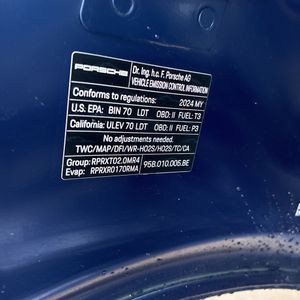 PORSCHE
Dr. Ing. h.c. F. Porsche AG
VEHICLE EMISSION CONTROL INFORMATION
Conforms to regulations: 2024 MY
U.S. EPA: BIN 70 LDT OBD: II FUEL: T3
California: ULEV 70 LDT OBD: II FUEL: P3
No adjustments needed.
TWC/MAP/DFI/WR-HO2S/HO2S/TC/CA
Group: RPRXT02.0MR4
Evap: RPRXR0170RMA
95B.010.005.BE